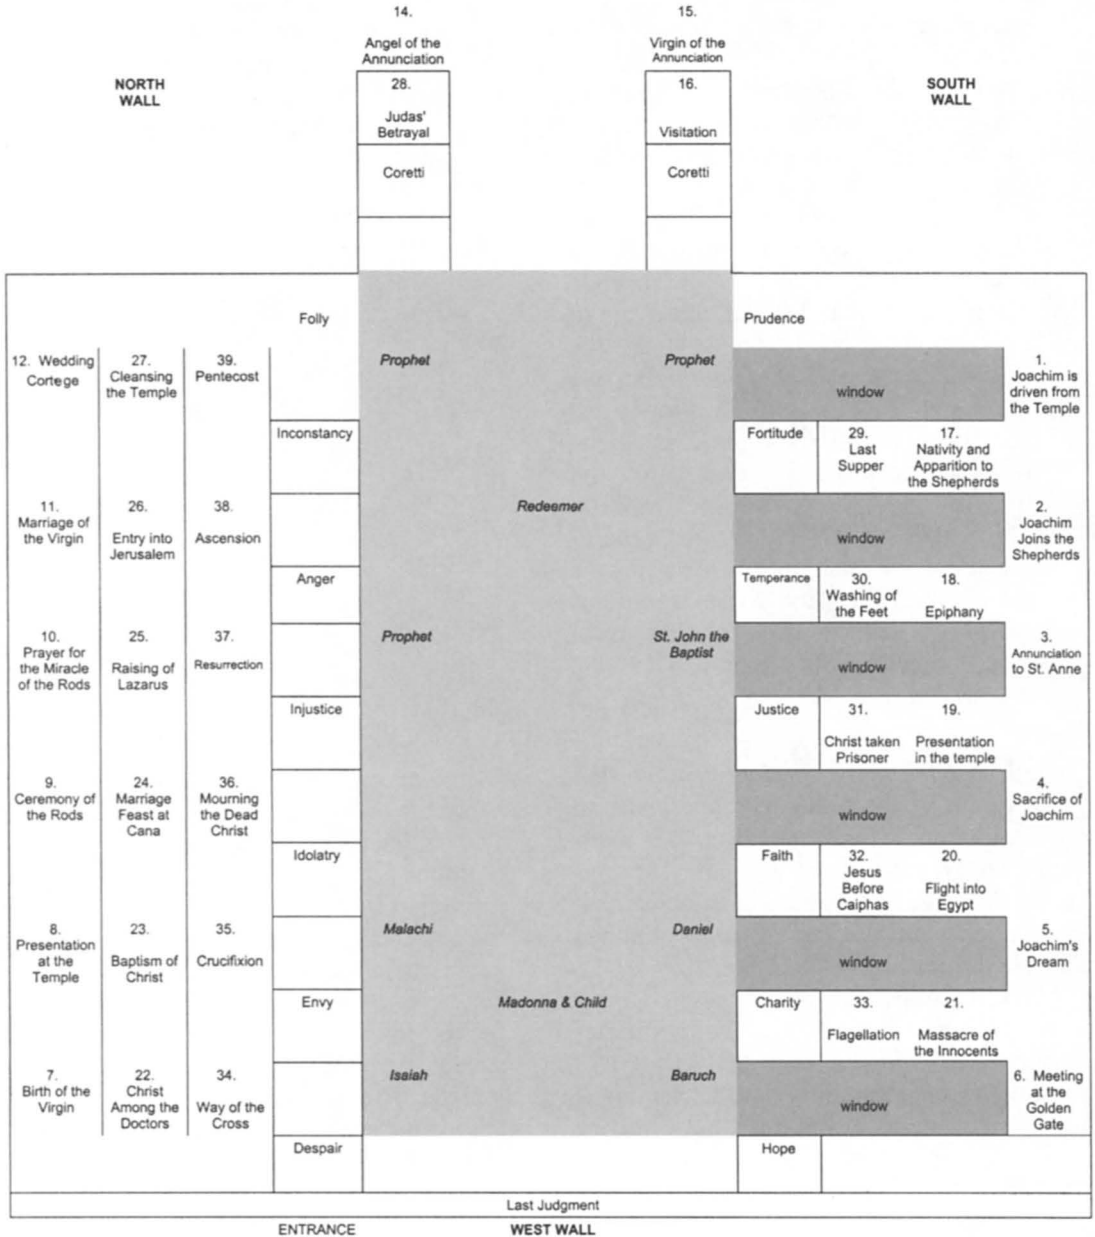 14.
Angel of the
Annunciation
15.
Virgin of the
Annunciation
NORTH
WALL
28.
Judas'
Betrayal
16.
Visitation
SOUTH
WALL
Coretti
Coretti
Folly
Prudence
12. Wedding
Cortege
27.
Cleansing
the Temple
39.
Pentecost
Prophet
Prophet
window
1.
Joachim is
driven from
the Temple
Inconstancy
Fortitude
29.
Last
Supper
17.
Nativity and
Apparition to
the Shepherds
11.
Marriage of
the Virgin
26.
Entry into
Jerusalem
38.
Ascension
Redeemer
window
2.
Joachim
Joins the
Shepherds
Anger
Temperance
30.
Washing of
the Feet
18.
Epiphany
10.
Prayer for
the Miracle
of the Rods
25.
Raising of
Lazarus
37.
Resurrection
Prophet
St. John the
Baptist
window
3.
Annunciation
to St. Anne
Injustice
Justice
31.
Christ taken
Prisoner
19.
Presentation
in the temple
9.
Ceremony of
the Rods
24.
Marriage
Feast at
Cana
36.
Mourning
the Dead
Christ
window
4.
Sacrifice of
Joachim
Idolatry
Faith
32.
Jesus
Before
Caiphas
20.
Flight into
Egypt
8.
Presentation
at the
Temple
23.
Baptism of
Christ
35.
Crucifixion
Malachi
Daniel
window
5.
Joachim's
Dream
Envy
Madonna & Child
Charity
33.
Flagellation
21.
Massacre of
the Innocents
7.
Birth of the
Virgin
22.
Christ
Among the
Doctors
34.
Way of the
Cross
Isaiah
Baruch
window
6. Meeting
at the
Golden
Gate
Despair
Hope
Last Judgment
ENTRANCE
WEST WALL